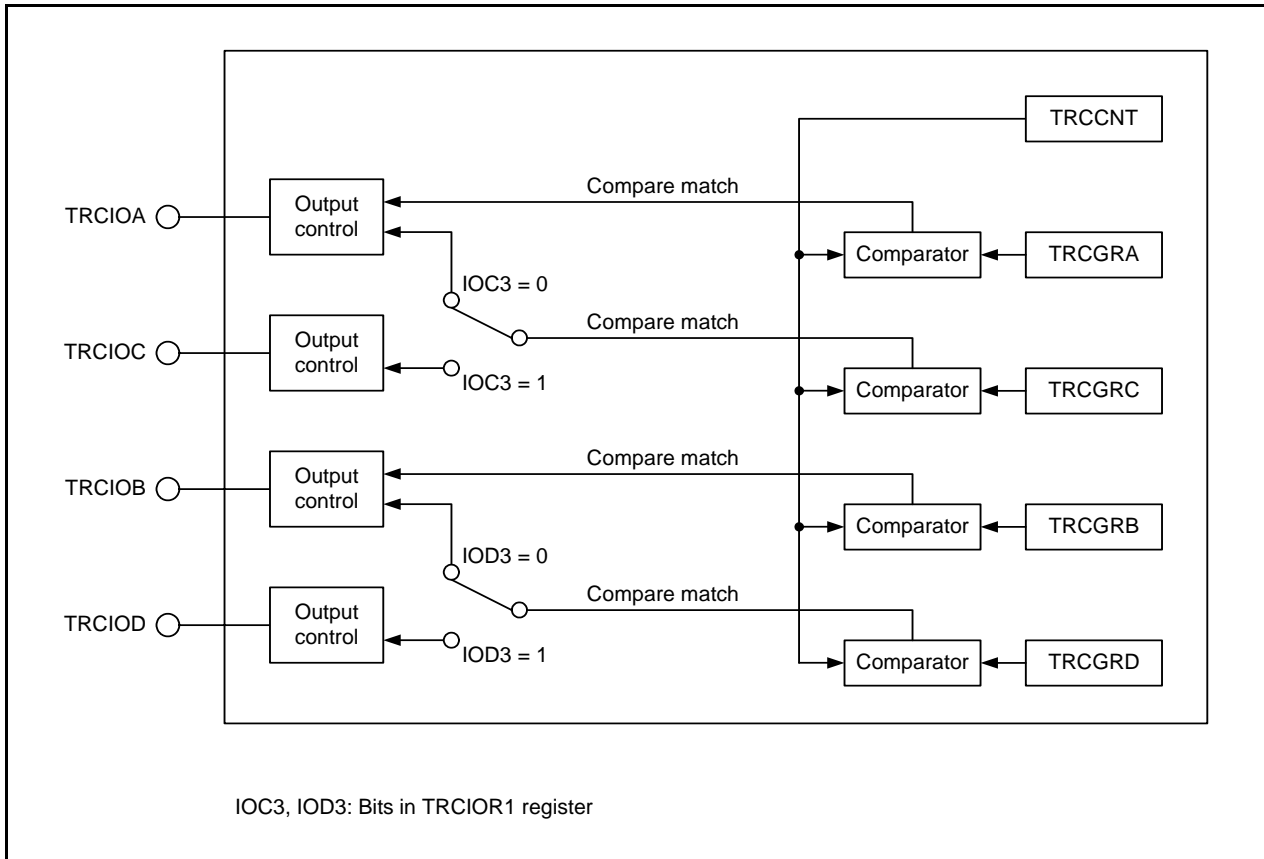 TRCCNT
Compare match
TRCIOA
Output
control
Comparator
TRCGRA
IOC3 = 0
Compare match
TRCIOC
Output
control
IOC3 = 1
Comparator
TRCGRC
Compare match
TRCIOB
Output
control
Comparator
TRCGRB
IOD3 = 0
Compare match
TRCIOD
Output
control
IOD3 = 1
Comparator
TRCGRD
IOC3, IOD3: Bits in TRCIOR1 register